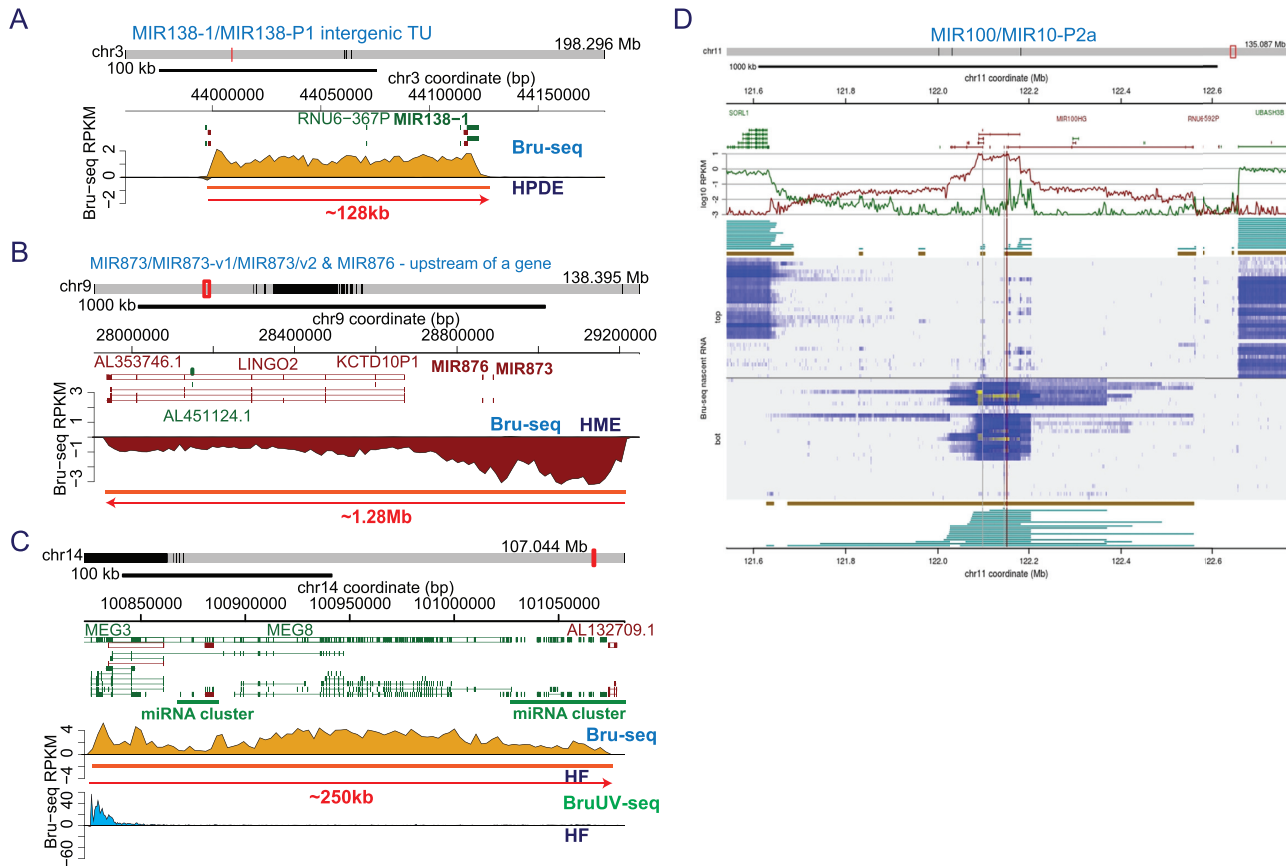 A
MIR138-1/MIR138-P1 intergenic TU
chr3
198.296 Mb
100 kb
chr3 coordinate (bp)
44000000 44050000 44100000 44150000
RNU6-367P MIR138-1
Bru-seq RPKM
2
0
-2
Bru-seq
HPDE
~128kb
B
MIR873/MIR873-v1/MIR873/v2 & MIR876 - upstream of a gene
chr9
138.395 Mb
1000 kb
chr9 coordinate (bp)
28000000 28400000 28800000 29200000
AL353746.1 LINGO2 KCTD10P1
MIR876 MIR873
AL451124.1
Bru-seq RPKM
3
1
-1
-3
Bru-seq HME
~1.28Mb
C
chr14
107.044 Mb
100 kb
chr14 coordinate (bp)
100850000 100900000 100950000 101000000 101050000
MEG3 MEG8 AL132709.1
miRNA cluster miRNA cluster
Bru-seq RPKM
4
0
-4
Bru-seq
HF
~250kb
40
0
-60
BruUV-seq
HF
D
MIR100/MIR10-P2a
chr11
135.087 Mb
1000 kb
chr11 coordinate (Mb)
121.6 121.8 122.0 122.2 122.4 122.6
SORL1 MIR100HG RNU6592P UBASH3B
log10 RPKM
1
0
-1
-2
-3
Bru-seq nascent RNA
top
bot
121.6 121.8 122.0 122.2 122.4 122.6
chr11 coordinate (Mb)